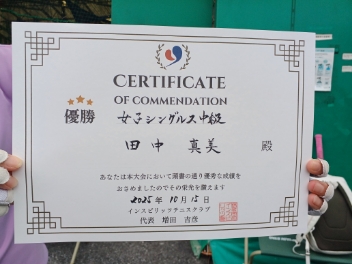 CERTIFICATE
OF COMMENDATION
優勝
女子シングルス中級
田中 真美 殿
あなたは本大会において頭書の通り優秀な成績を
おさめましたのでその栄光を讃えます
2025年 10月 15日
インスピリッツテニスクラブ
代表 増田 吉彦